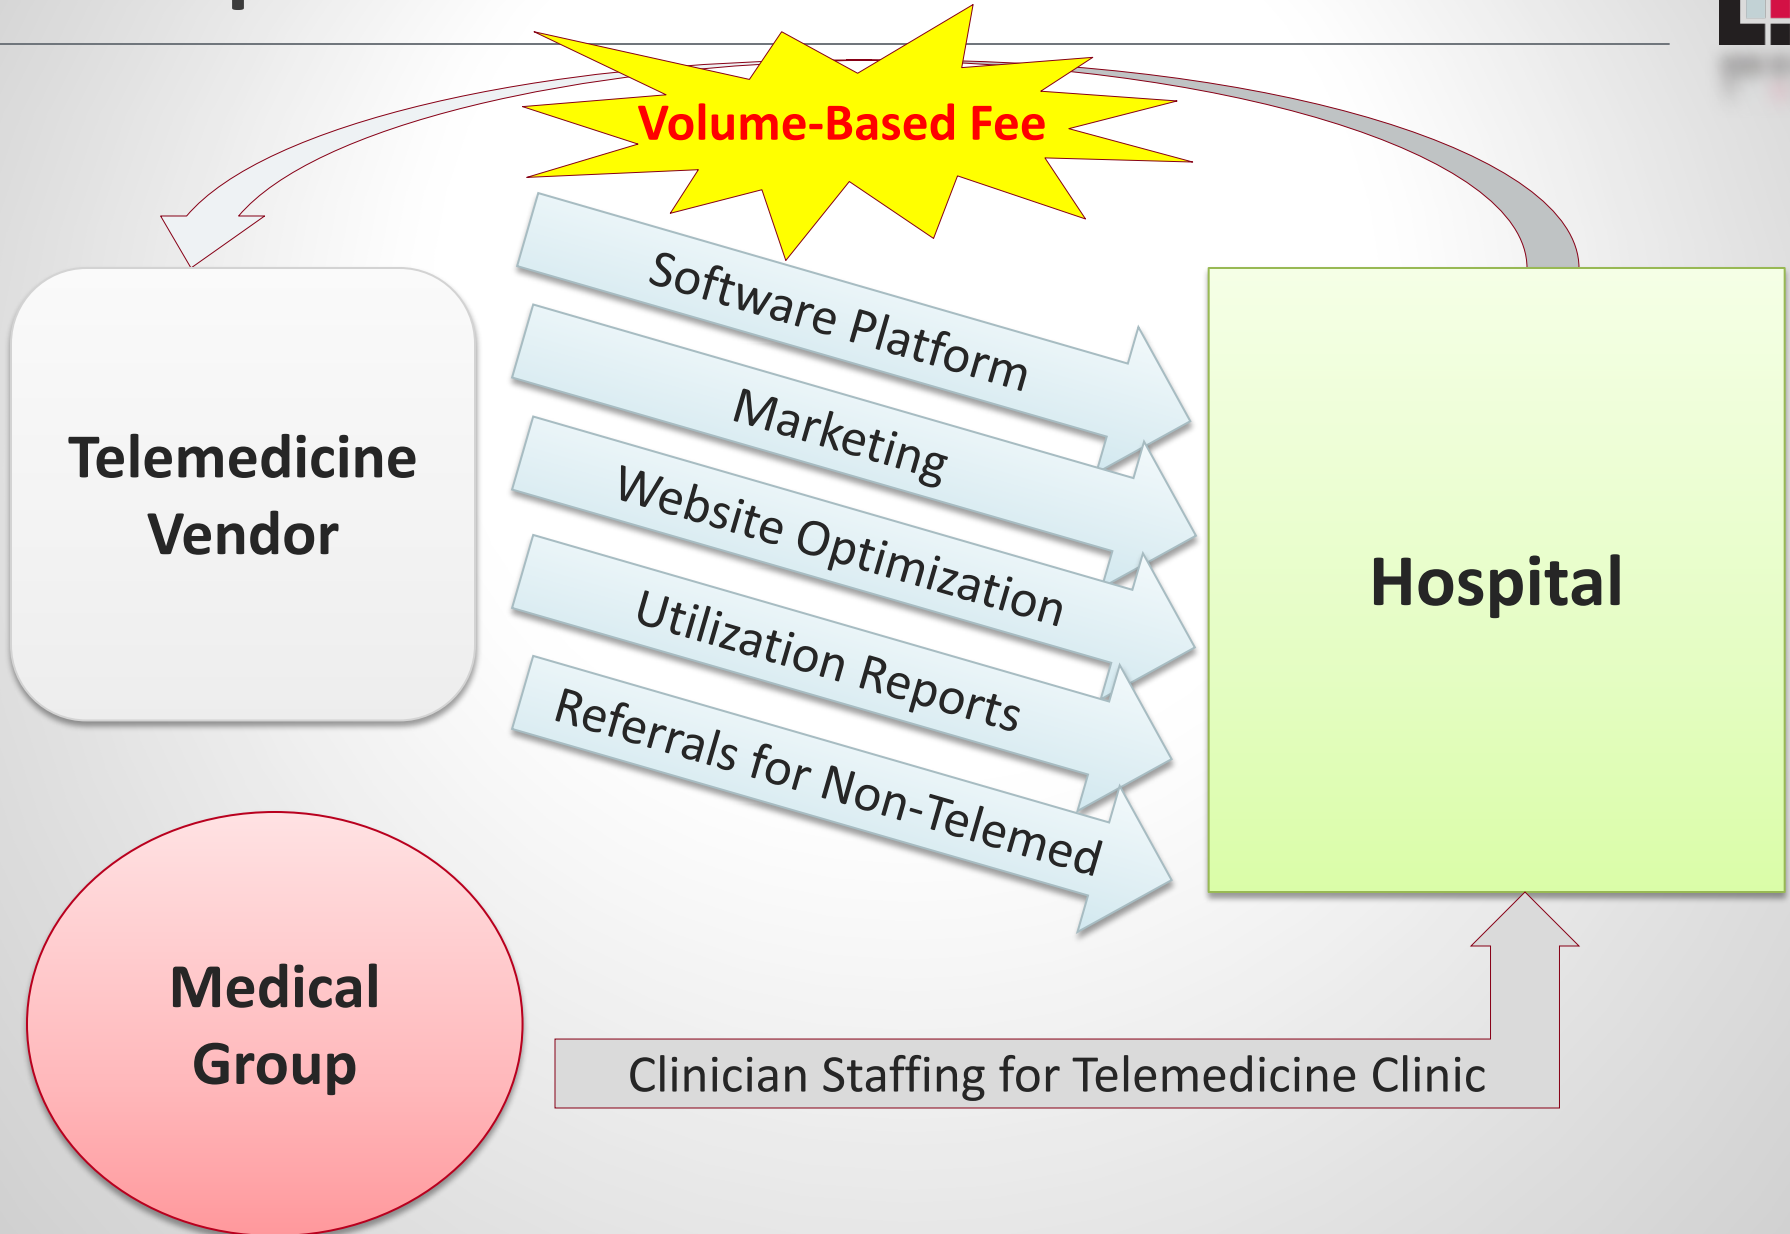 Volume-Based Fee
Software Platform
Marketing
Website Optimization
Utilization Reports
Referrals for Non-Telemed
Telemedicine
Vendor
Hospital
Medical
Group
Clinician Staffing for Telemedicine Clinic